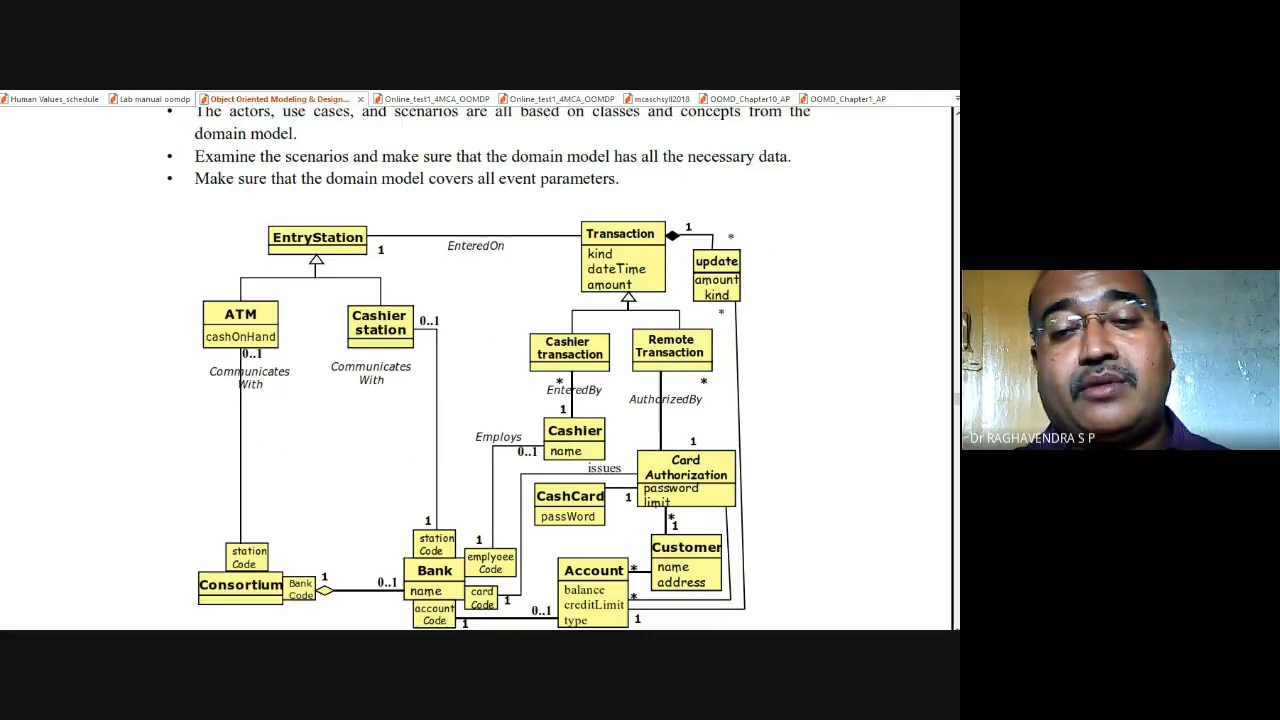 Human Values_schedule
Lab manual oomdp
Object Oriented Modeling & Design...
Online_test1_4MCA_OOMDP
Online_test1_4MCA_OOMDP
mcaschsyll2018
OOMD_Chapter10_AP
OOMD_Chapter1_AP
• The actors, use cases, and scenarios are all based on classes and concepts from the
domain model.
• Examine the scenarios and make sure that the domain model has all the necessary data.
• Make sure that the domain model covers all event parameters.
EntryStation
1
EnteredOn
Transaction
kind
dateTime
amount
1
*
update
amount
kind
*
ATM
cashOnHand
0..1
Communicates
With
Cashier
station
0..1
Communicates
With
Cashier
transaction
*
EnteredBy
1
Remote
Transaction
*
AuthorizedBy
1
Cashier
name
Employs
0..1
issues
Card
Authorization
password
limit
*
1
CashCard
passWord
1
Customer
name
address
station
Code
Consortium
Bank
Code
1
0..1
1
station
Code
Bank
name
1
emplyoee
Code
card
Code
1
account
Code
1
0..1
Account
balance
creditLimit
type
*
*
1
Dr RAGHAVENDRA S P